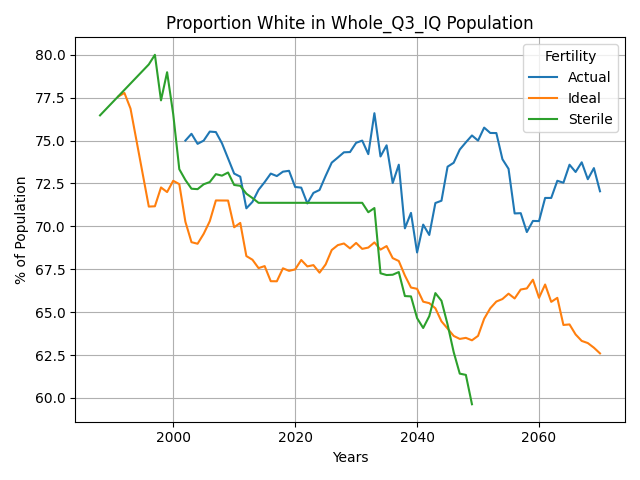 Proportion White in Whole_Q3_IQ Population
% of Population
80.0
77.5
75.0
72.5
70.0
67.5
65.0
62.5
60.0
Fertility
Actual
Ideal
Sterile
2000
2020
2040
2060
Years